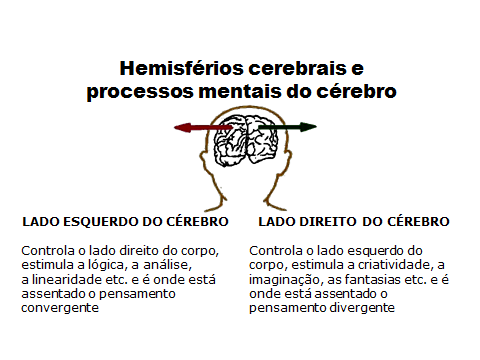 Hemisférios cerebrais e
processos mentais do cérebro
LADO ESQUERDO DO CÉREBRO
Controla o lado direito do corpo,
estimula a lógica, a análise,
a linearidade etc. e é onde está
assentado o pensamento
convergente
LADO DIREITO DO CÉREBRO
Controla o lado esquerdo do
corpo, estimula a criatividade, a
imaginação, as fantasias etc. e é
onde está assentado o
pensamento divergente